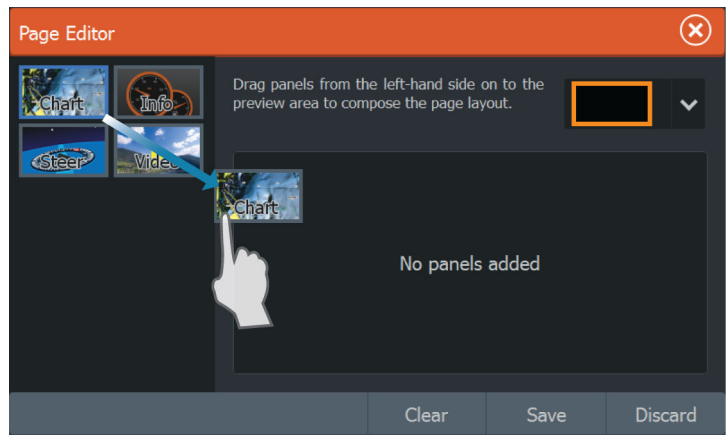 Page Editor
Chart
Info
Steer
Video
Drag panels from the left-hand side on to the
preview area to compose the page layout.
Chart
No panels added
Clear
Save
Discard